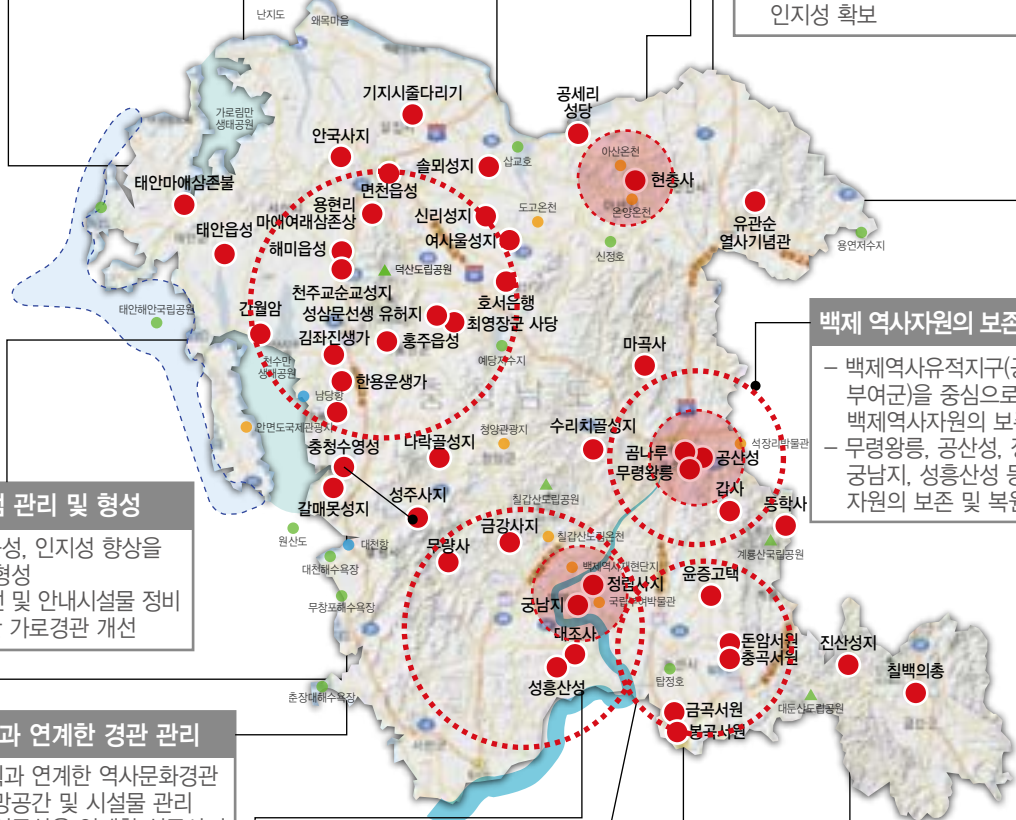 인지성 확보
난지도
왜목마을
기지시줄다리기
공세리
성당
가로림만
생태공원
안국사지
솔뫼성지
삽교호
아산온천
현충사
온양온천
태안마애삼존불
면천읍성
용현리
마애여래삼존상
신리성지
도고온천
유관순
열사기념관
태안읍성
해미읍성
여사울성지
신정호
용연저수지
덕산도립공원
천주교순교성지
호서은행
태안해안국립공원
간월암
성삼문선생 유허지
최영장군 사당
김좌진생가
홍주읍성
예당저수지
마곡사
천수만
생태공원
한용운생가
남당항
안면도국제관광지
청양관광지
수리치골성지
충청수영성
다락골성지
석장리박물관
곰나루
공산성
무령왕릉
갈매못성지
성주사지
칠갑산도립공원
갑사
동학사
원산도
대천항
금강사지
칠갑산도립온천
계룡산국립공원
대천해수욕장
무량사
백제역사재현단지
정림사지
윤증고택
무창포해수욕장
궁남지
국립부여박물관
대조사
돈암서원
충곡서원
진산성지
칠백의총
성흥산성
탑정호
춘장대해수욕장
대둔산도립공원
금곡서원
봉곡서원
백제 역사자원의 보존
– 백제역사유적지구(공
부여군)을 중심으로
백제역사자원의 보
– 무령왕릉, 공산성, 정
궁남지, 성흥산성 등
자원의 보존 및 복원
관리 및 형성
성, 인지성 향상을
형성
및 안내시설물 정비
가로경관 개선
과 연계한 경관 관리
과 연계한 역사문화경관
망공간 및 시설물 관리